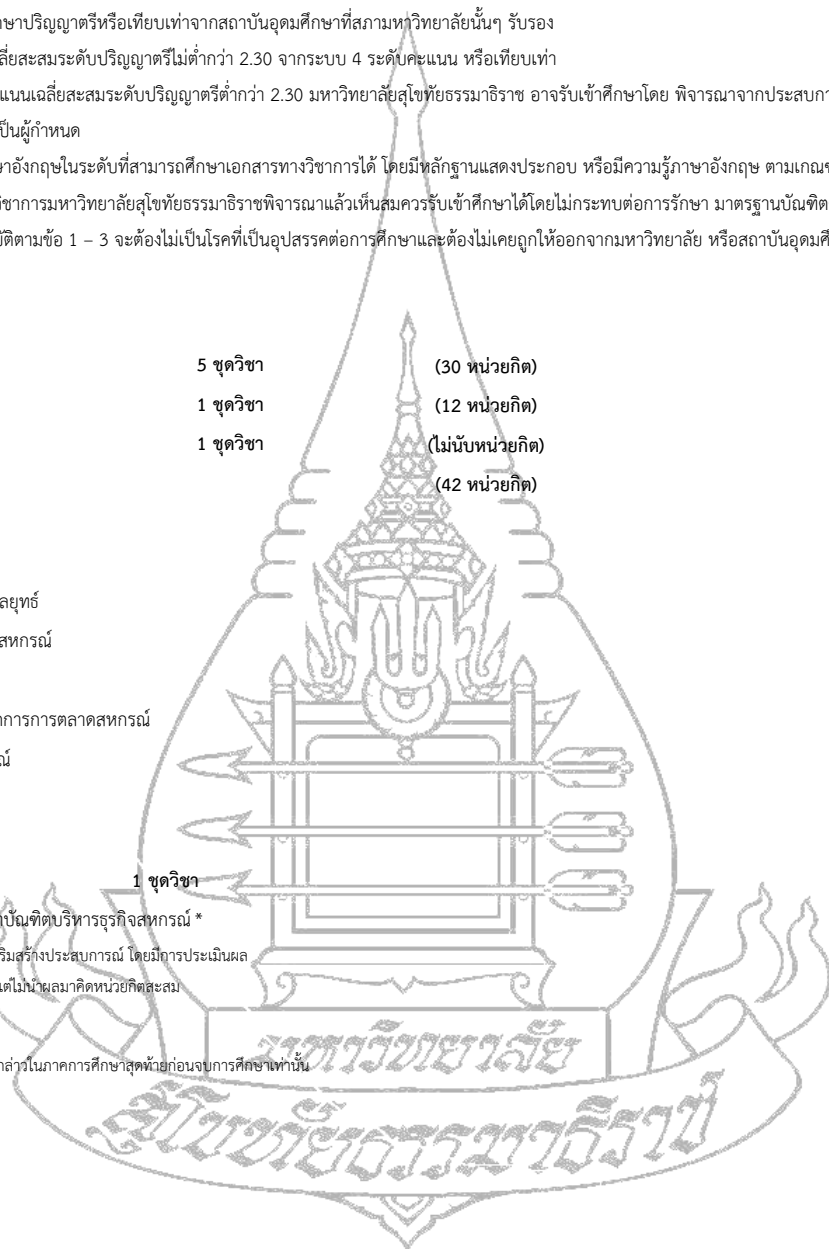 ษาปริญญาตรีหรือเทียบเท่าจากสถาบันอุดมศึกษาที่สภามหาวิทยาลัยนั้นๆ รับรอง
ลี่ยสะสมระดับปริญญาตรีไม่ต่ำกว่า 2.30 จากระบบ 4 ระดับคะแนน หรือเทียบเท่า
แนนเฉลี่ยสะสมระดับปริญญาตรีต่ำกว่า 2.30 มหาวิทยาลัยสุโขทัยธรรมาธิราช อาจรับเข้าศึกษาโดย พิจารณาจากประสบกา
เป็นผู้กำหนด
ษาอังกฤษในระดับที่สามารถศึกษาเอกสารทางวิชาการได้ โดยมีหลักฐานแสดงประกอบ หรือมีความรู้ภาษาอังกฤษ ตามเกณฑ
วิชาการมหาวิทยาลัยสุโขทัยธรรมาธิราชพิจารณาแล้วเห็นสมควรรับเข้าศึกษาได้โดยไม่กระทบต่อการรักษา มาตรฐานบัณฑิต
บัติตามข้อ 1 – 3 จะต้องไม่เป็นโรคที่เป็นอุปสรรคต่อการศึกษาและต้องไม่เคยถูกให้ออกจากมหาวิทยาลัย หรือสถาบันอุดมศึ
5 ชุดวิชา (30 หน่วยกิต)
1 ชุดวิชา (12 หน่วยกิต)
1 ชุดวิชา (ไม่นับหน่วยกิต)
(42 หน่วยกิต)
ลยุทธ์
สหกรณ์
าการการตลาดสหกรณ์
ณ์
1 ชุดวิชา
าบัณฑิตบริหารธุรกิจสหกรณ์ *
ริมสร้างประสบการณ์ โดยมีการประเมินผล
แต่ไม่นำผลมาคิดหน่วยกิตสะสม
มหาวิทยาลัย
กล่าวในภาคการศึกษาสุดท้ายก่อนจบการศึกษาเท่านั้น
สุโขทัยธรรมาธิราช